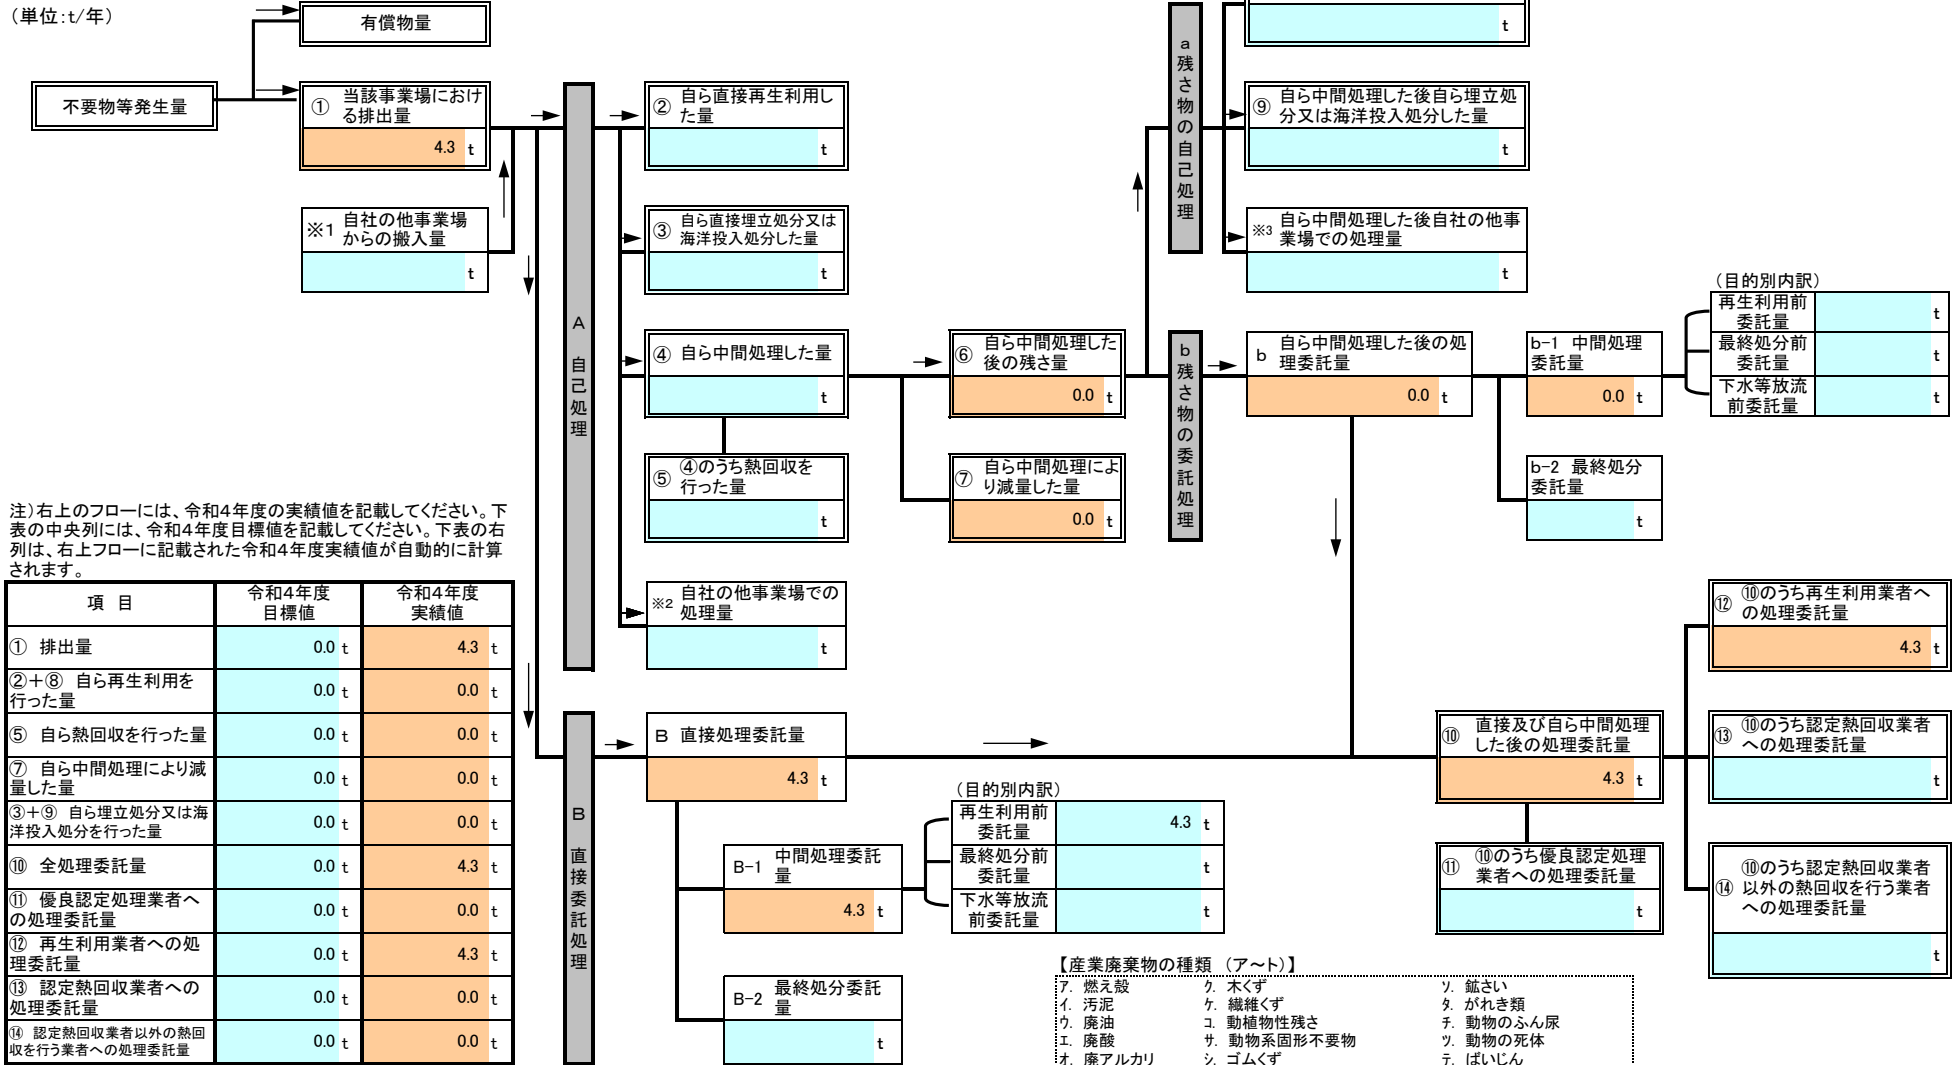 （単位：t/年）
有償物量
不要物等発生量
① 当該事業場におけ
る排出量
4.3 t
※1 自社の他事業場
からの搬入量
t
A 自己処理
② 自ら直接再生利用し
た量
t
③ 自ら直接埋立処分又は
海洋投入処分した量
t
④ 自ら中間処理した量
t
⑤ ④のうち熱回収を
行った量
t
※2 自社の他事業場での
処理量
t
⑥ 自ら中間処理した
後の残さ量
0.0 t
⑦ 自ら中間処理によ
り減量した量
0.0 t
a 残さ物の自己処理
t
⑨ 自ら中間処理した後自ら埋立処
分又は海洋投入処分した量
t
※3 自ら中間処理した後自社の他事
業場での処理量
t
b 残さ物の委託処理
b 自ら中間処理した後の処
理委託量
0.0 t
b-1 中間処理
委託量
0.0 t
b-2 最終処分
委託量
t
（目的別内訳）
再生利用前
委託量
t
最終処分前
委託量
t
下水等放流
前委託量
t
注）右上のフローには、令和4年度の実績値を記載してください。下
表の中央列には、令和4年度目標値を記載してください。下表の右
列は、右上フローに記載された令和4年度実績値が自動的に計算
されます。
項 目
令和4年度
目標値
令和4年度
実績値
① 排出量 0.0 t 4.3 t
②＋⑧ 自ら再生利用を
行った量 0.0 t 0.0 t
⑤ 自ら熱回収を行った量 0.0 t 0.0 t
⑦ 自ら中間処理により減
量した量 0.0 t 0.0 t
③＋⑨ 自ら埋立処分又は海
洋投入処分を行った量 0.0 t 0.0 t
⑩ 全処理委託量 0.0 t 4.3 t
⑪ 優良認定処理業者へ
の処理委託量 0.0 t 0.0 t
⑫ 再生利用業者への処
理委託量 0.0 t 4.3 t
⑬ 認定熱回収業者への
処理委託量 0.0 t 0.0 t
⑭ 認定熱回収業者以外の熱回
収を行う業者への処理委託量 0.0 t 0.0 t
B 直接委託処理
B 直接処理委託量
4.3 t
B-1 中間処理委託
量
4.3 t
B-2 最終処分委託
量
t
（目的別内訳）
再生利用前
委託量
4.3 t
最終処分前
委託量
t
下水等放流
前委託量
t
⑩ 直接及び自ら中間処理
した後の処理委託量
4.3 t
⑪ ⑩のうち優良認定処理
業者への処理委託量
t
⑫ ⑩のうち再生利用業者へ
の処理委託量
4.3 t
⑬ ⑩のうち認定熱回収業者
への処理委託量
t
⑭ ⑩のうち認定熱回収業者
以外の熱回収を行う業者
への処理委託量
t
【産業廃棄物の種類 （ア～ト）】
ア. 燃え殻 ク. 木くず ソ. 鉱さい
イ. 汚泥 ケ. 繊維くず タ. がれき類
ウ. 廃油 コ. 動植物性残さ チ. 動物のふん尿
エ. 廃酸 サ. 動物系固形不要物 ツ. 動物の死体
オ. 廃アルカリ シ. ゴムくず テ. ばいじん